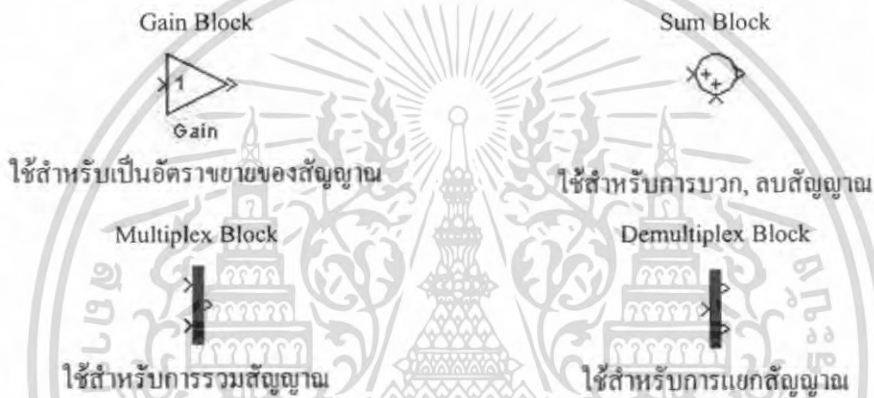 Gain Block
Sum Block
1
Gain
ใช้สำหรับเป็นอัตราขยายของสัญญาณ
ใช้สำหรับการบวก, ลบสัญญาณ
Multiplex Block
Demultiplex Block
ใช้สำหรับการรวมสัญญาณ
ใช้สำหรับการแยกสัญญาณ